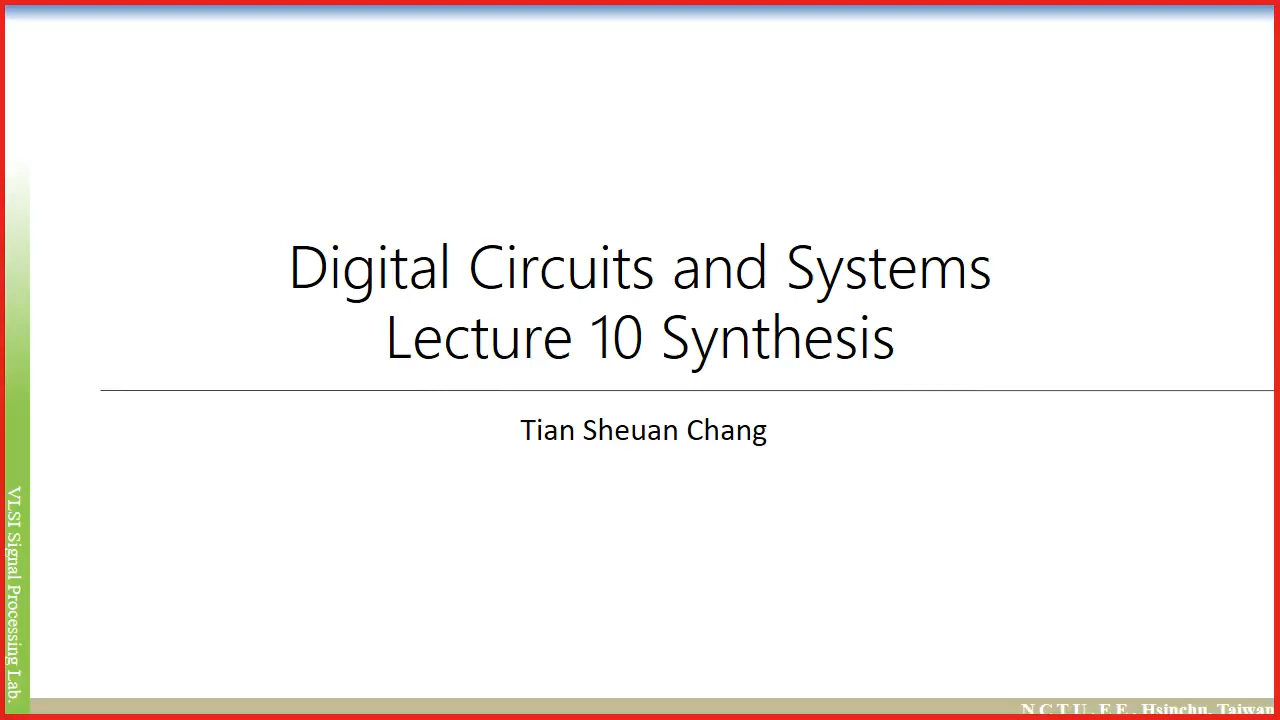 Digital Circuits and Systems
Lecture 10 Synthesis
Tian Sheuan Chang
VLSI Signal Processing Lab.
N C T U . E E . Hsinchu, Taiwan